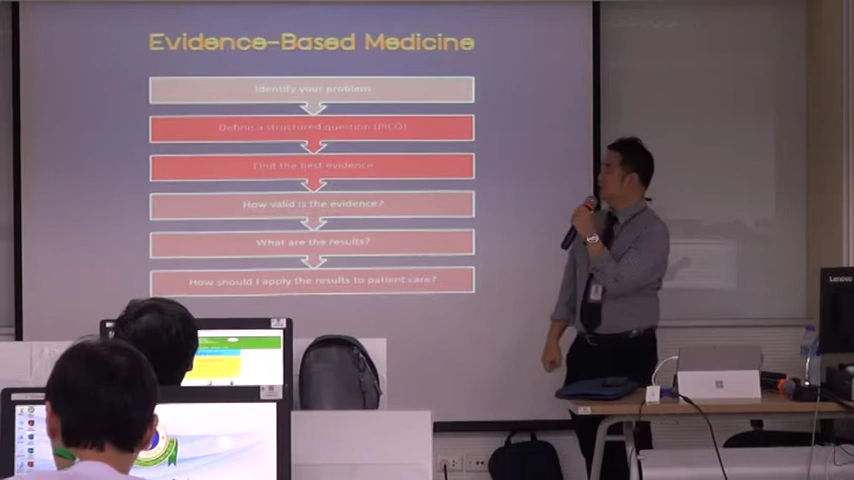 Evidence-Based Medicine
Identify your problem
Define a structured question (PICO)
Find the best evidence
How valid is the evidence?
What are the results?
How should I apply the results to patient care?
Lenovo